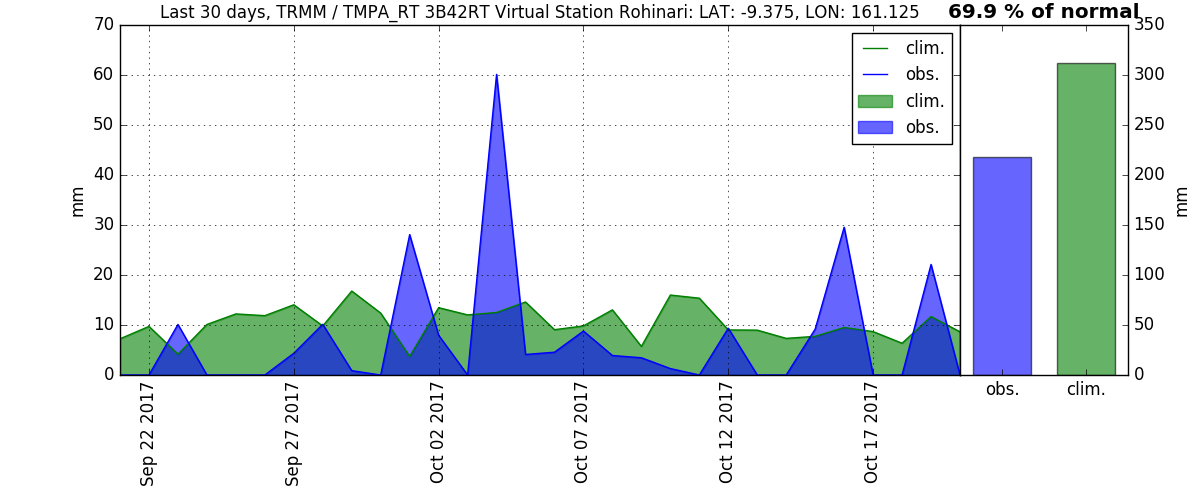 Last 30 days, TRMM / TMPA_RT 3B42RT Virtual Station Rohinari: LAT: -9.375, LON: 161.125
69.9 % of normal
70
60
50
40
30
20
10
0
mm
clim.
obs.
clim.
obs.
350
300
250
200
150
100
50
0
mm
Sep 22 2017
Sep 27 2017
Oct 02 2017
Oct 07 2017
Oct 12 2017
Oct 17 2017
obs.
clim.